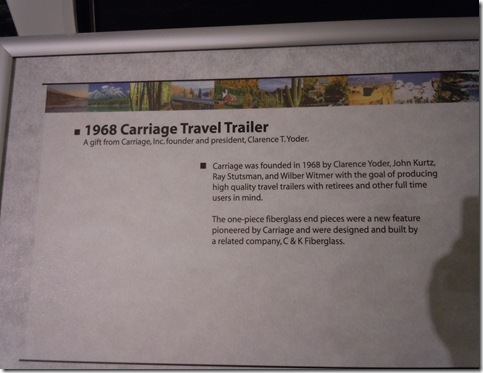 1968 Carriage Travel Trailer
A gift from Carriage, Inc. founder and president, Clarence T. Yoder.
Carriage was founded in 1968 by Clarence Yoder, John Kurtz,
Ray Stutsman, and Wilber Witmer with the goal of producing
high quality travel trailers with retirees and other full time
users in mind.
The one-piece fiberglass end pieces were a new feature
pioneered by Carriage and were designed and built by
a related company, C & K Fiberglass.